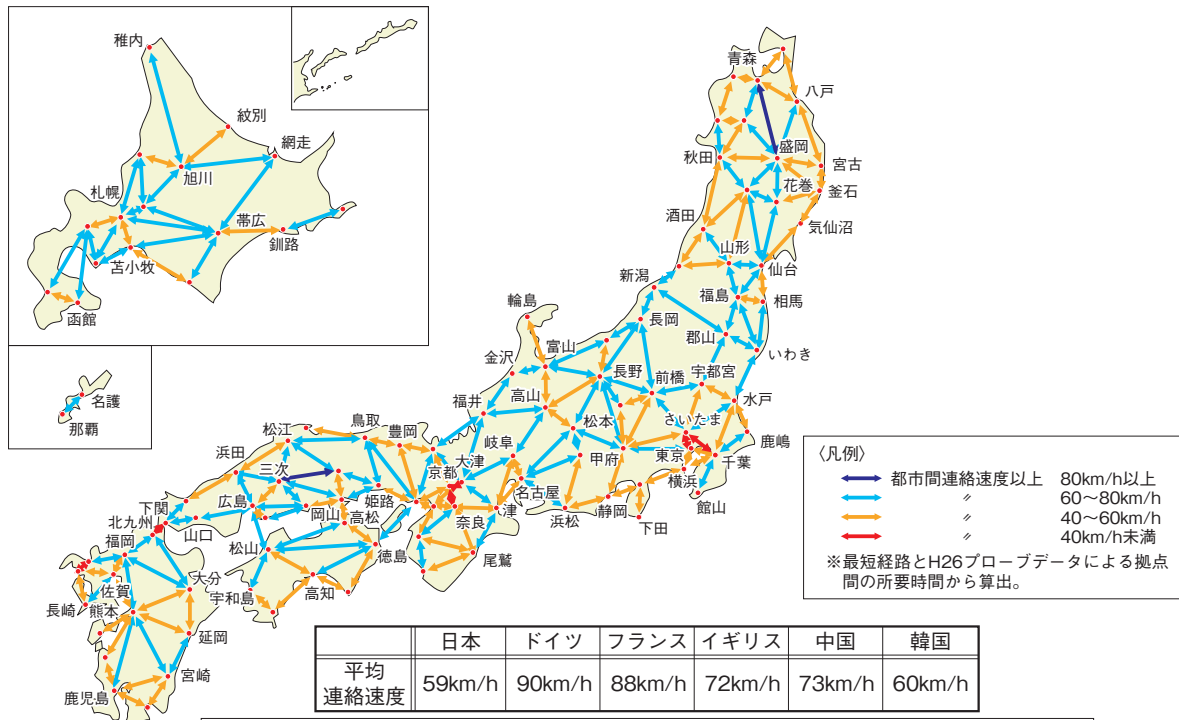 稚内
紋別
網走
旭川
札幌
帯広
釧路
苫小牧
函館
名護
那覇
青森
八戸
盛岡
秋田
宮古
花巻
釜石
酒田
気仙沼
山形
仙台
新潟
福島
相馬
輪島
長岡
郡山
いわき
富山
金沢
長野
前橋
宇都宮
高山
水戸
福井
松本
さいたま
鳥取
豊岡
岐阜
鹿嶋
松江
大津
甲府
東京
千葉
浜田
京都
横浜
三次
名古屋
館山
下関
広島
岡山
姫路
津
静岡
北九州
高松
奈良
浜松
下田
山口
福岡
松山
徳島
尾鷲
大分
佐賀
宇和島
高知
長崎
熊本
延岡
宮崎
鹿児島
〈凡例〉
都市間連絡速度以上 80km/h以上
〃 60～80km/h
〃 40～60km/h
〃 40km/h未満
※最短経路とH26プローブデータによる拠点
間の所要時間から算出。
日本 ドイツ フランス イギリス 中国 韓国
平均
連絡速度 59km/h 90km/h 88km/h 72km/h 73km/h 60km/h